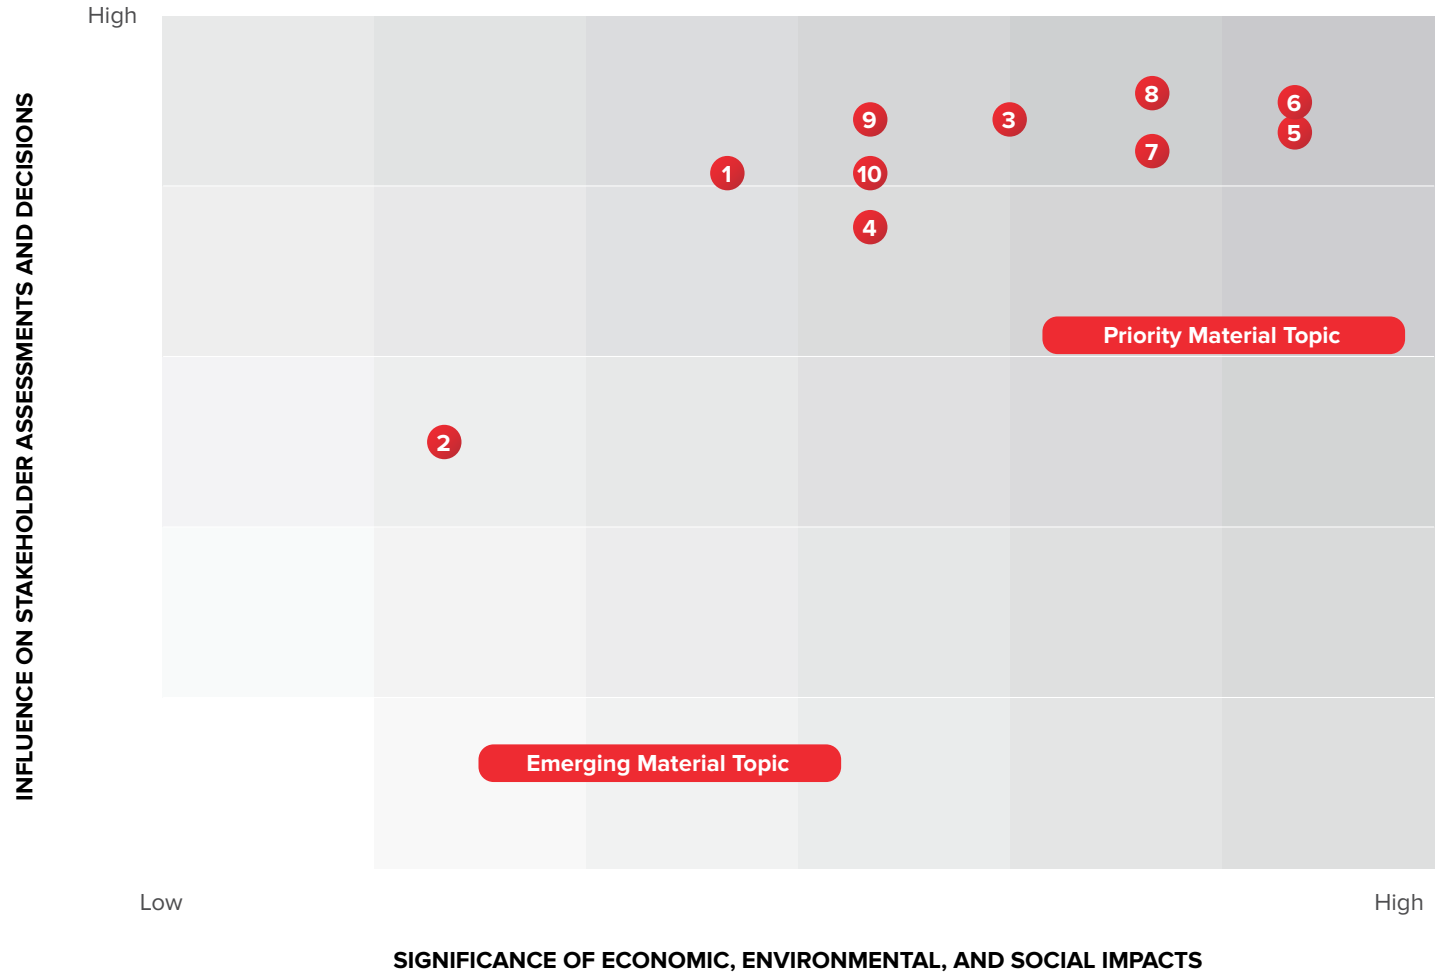 High
INFLUENCE ON STAKEHOLDER ASSESSMENTS AND DECISIONS
8
6
9
3
5
7
1
10
4
Priority Material Topic
2
Emerging Material Topic
Low
High
SIGNIFICANCE OF ECONOMIC, ENVIRONMENTAL, AND SOCIAL IMPACTS